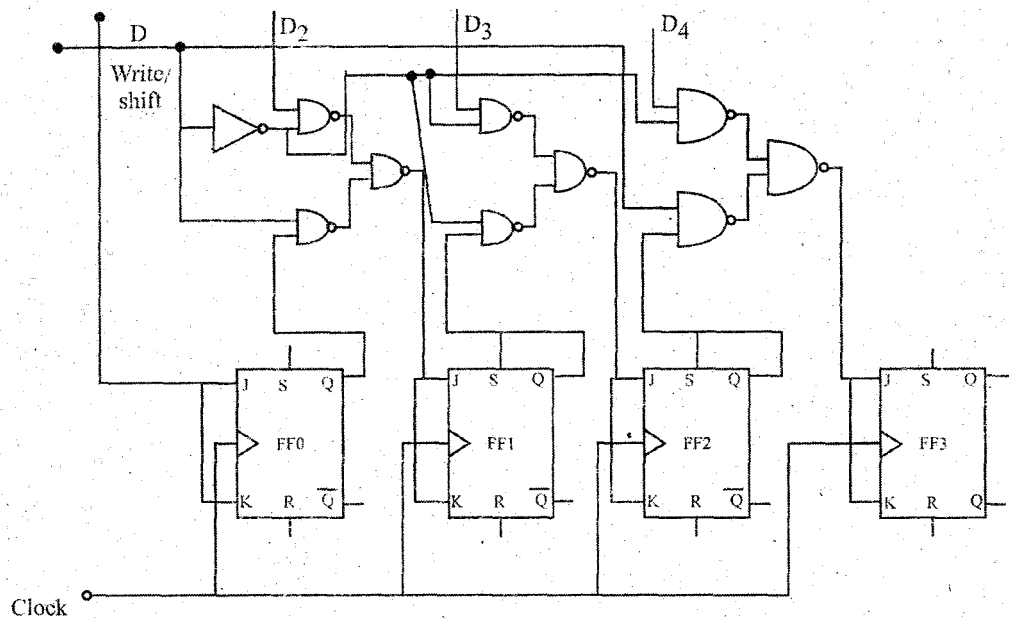 D D₂ D₃ D₄
Write/
shift
J S Q J S Q J S Q J S Q
FF0 FF1 FF2 FF3
K R Q̅ K R Q̅ K R Q̅ K R Q
Clock